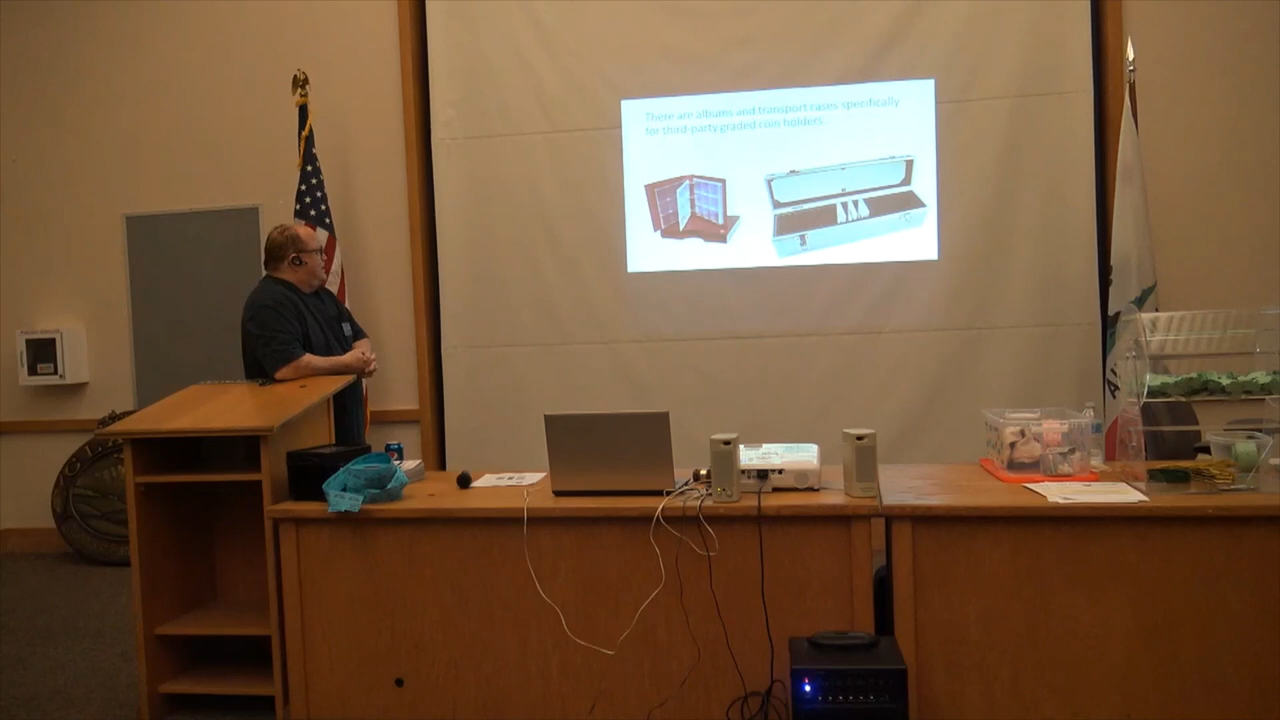 There are albums and transport cases specifically
for third-party graded coin holders.